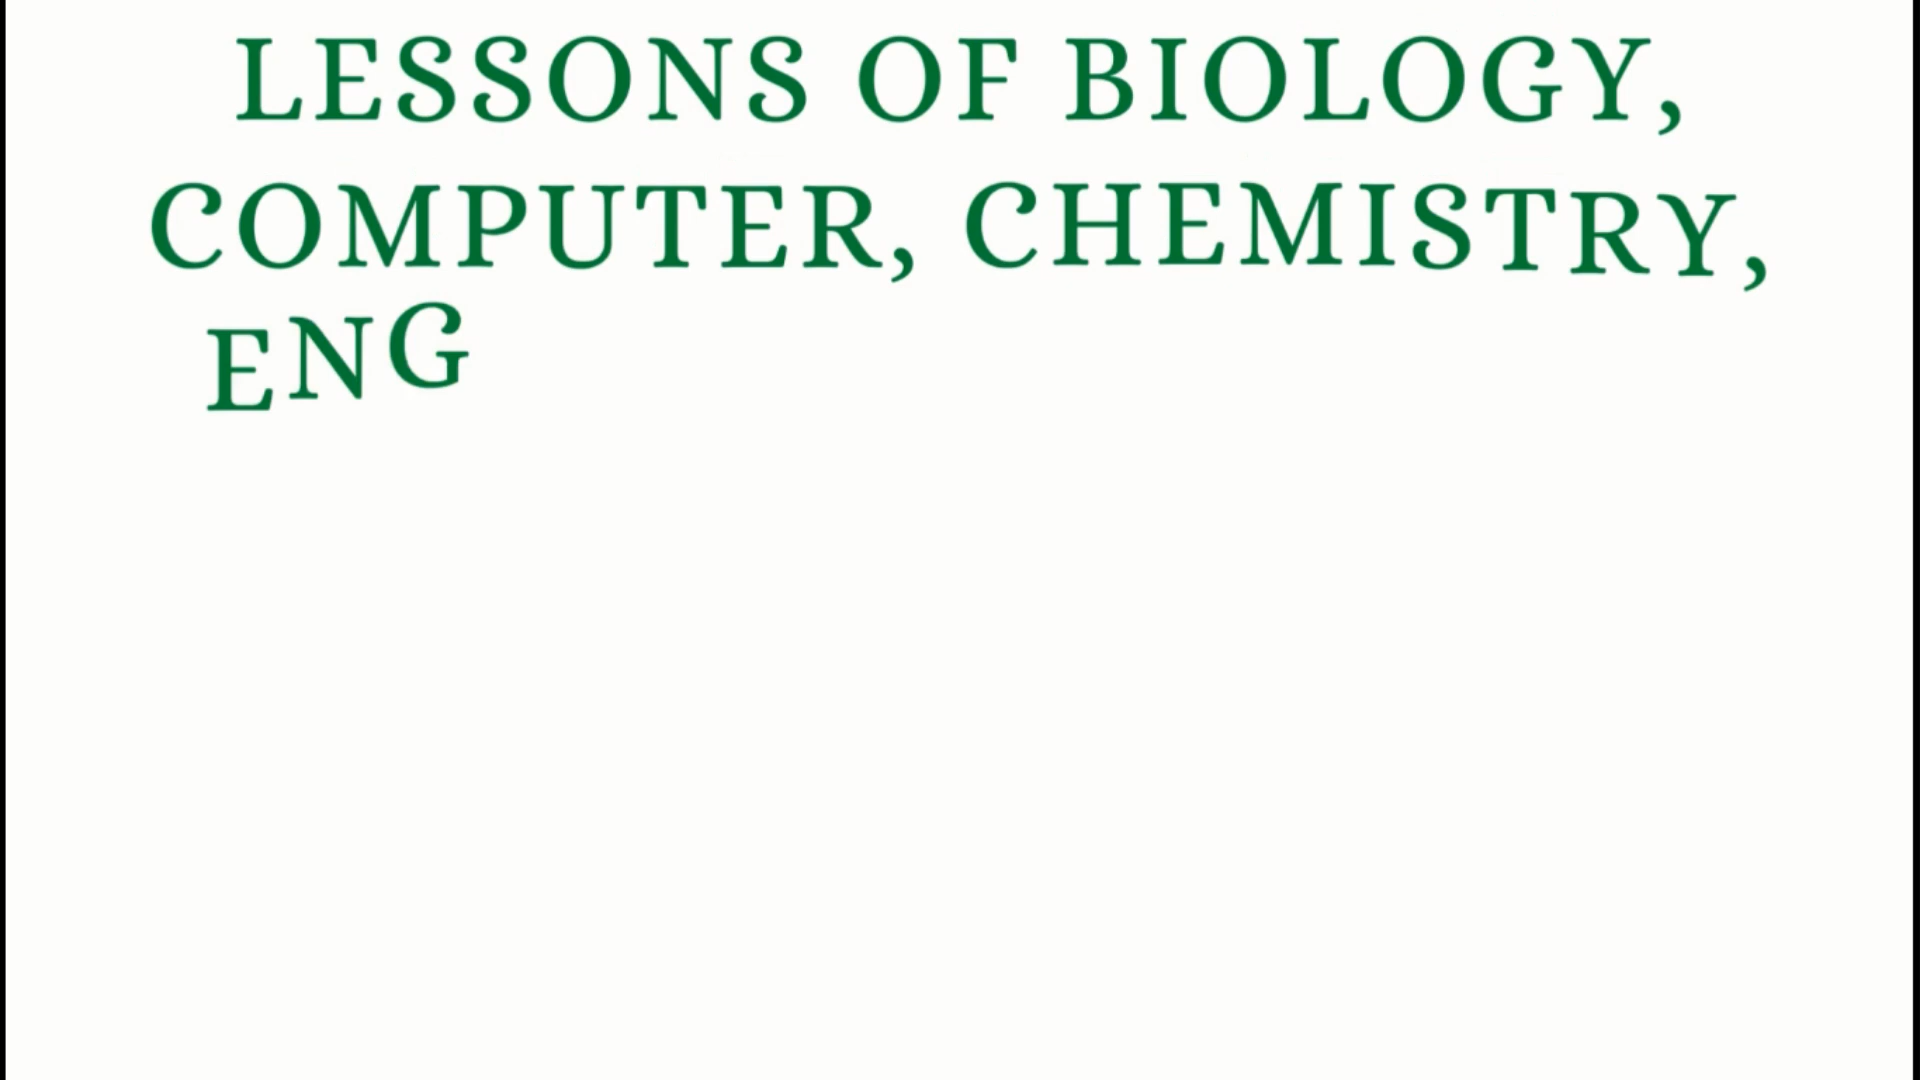 LESSONS OF BIOLOGY,
COMPUTER, CHEMISTRY,
ENG